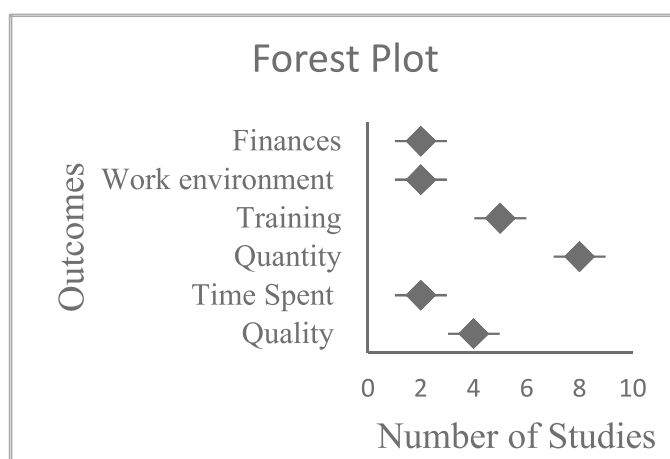 Forest Plot
Outcomes
Finances
Work environment
Training
Quantity
Time Spent
Quality
0 2 4 6 8 10
Number of Studies